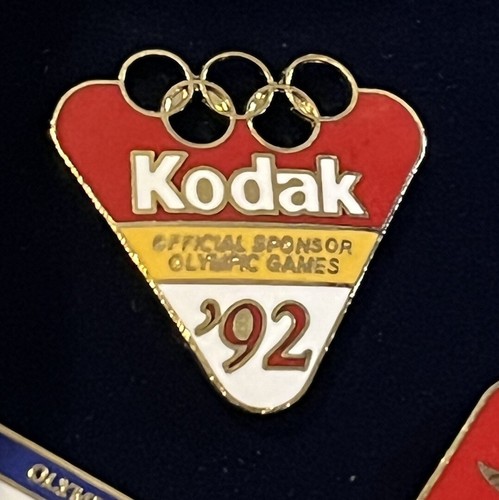 Kodak
OFFICIAL SPONSOR
OLYMPIC GAMES
'92